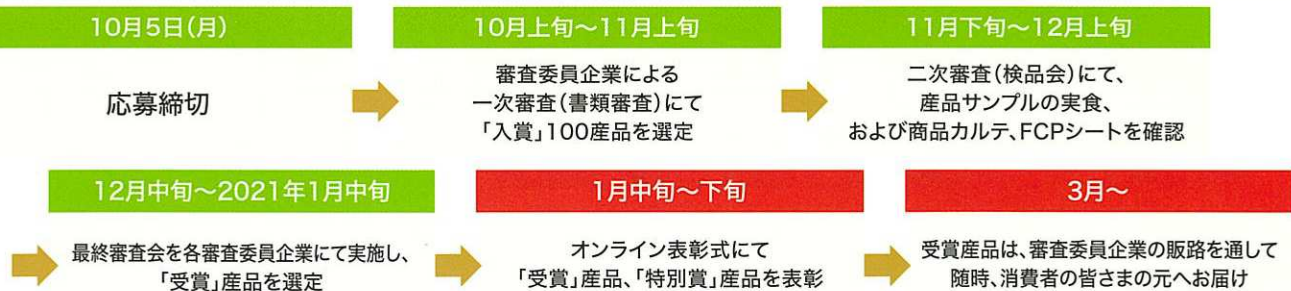 10月5日(月)
応募締切
10月上旬〜11月上旬
審査委員企業による
一次審査(書類審査)にて
「入賞」100産品を選定
11月下旬〜12月上旬
二次審査(検品会)にて、
産品サンプルの実食、
および商品カルテ、FCPシートを確認
12月中旬〜2021年1月中旬
最終審査会を各審査委員企業にて実施し、
「受賞」産品を選定
1月中旬〜下旬
オンライン表彰式にて
「受賞」産品、「特別賞」産品を表彰
3月〜
受賞産品は、審査委員企業の販路を通して
随時、消費者の皆さまの元へお届け